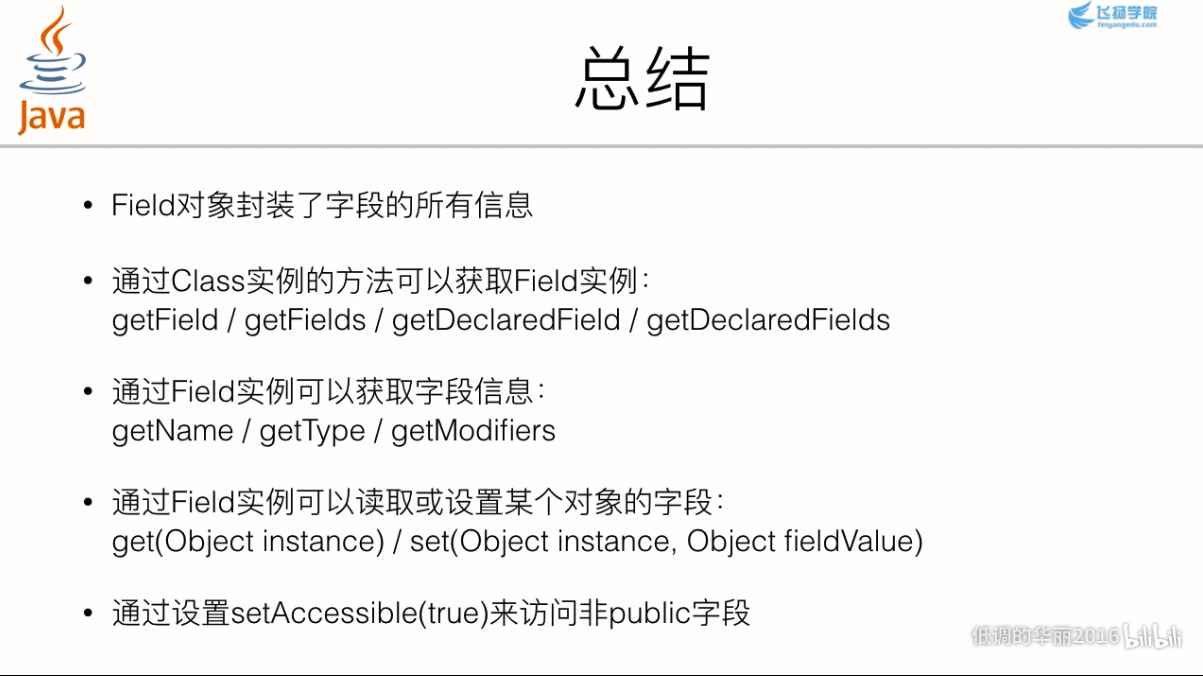 Java
飞扬学院
feiyangedu.com
总结
• Field对象封装了字段的所有信息
• 通过Class实例的方法可以获取Field实例：
getField / getFields / getDeclaredField / getDeclaredFields
• 通过Field实例可以获取字段信息：
getName / getType / getModifiers
• 通过Field实例可以读取或设置某个对象的字段：
get(Object instance) / set(Object instance, Object fieldValue)
• 通过设置setAccessible(true)来访问非public字段
低调的华丽2016 bilibili